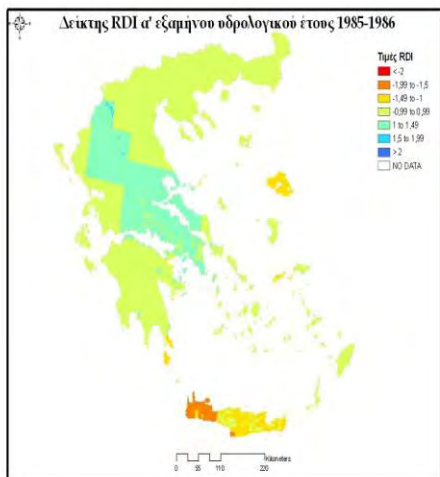 Δείκτης RDI α' εξαμήνου υδρολογικού έτους 1985-1986
Τιμές RDI
< -2
-1,99 to -1,5
-1,49 to -1
-0,99 to 0,99
1 to 1,49
1,5 to 1,99
> 2
NO DATA
Kilometers
0 55 110 220